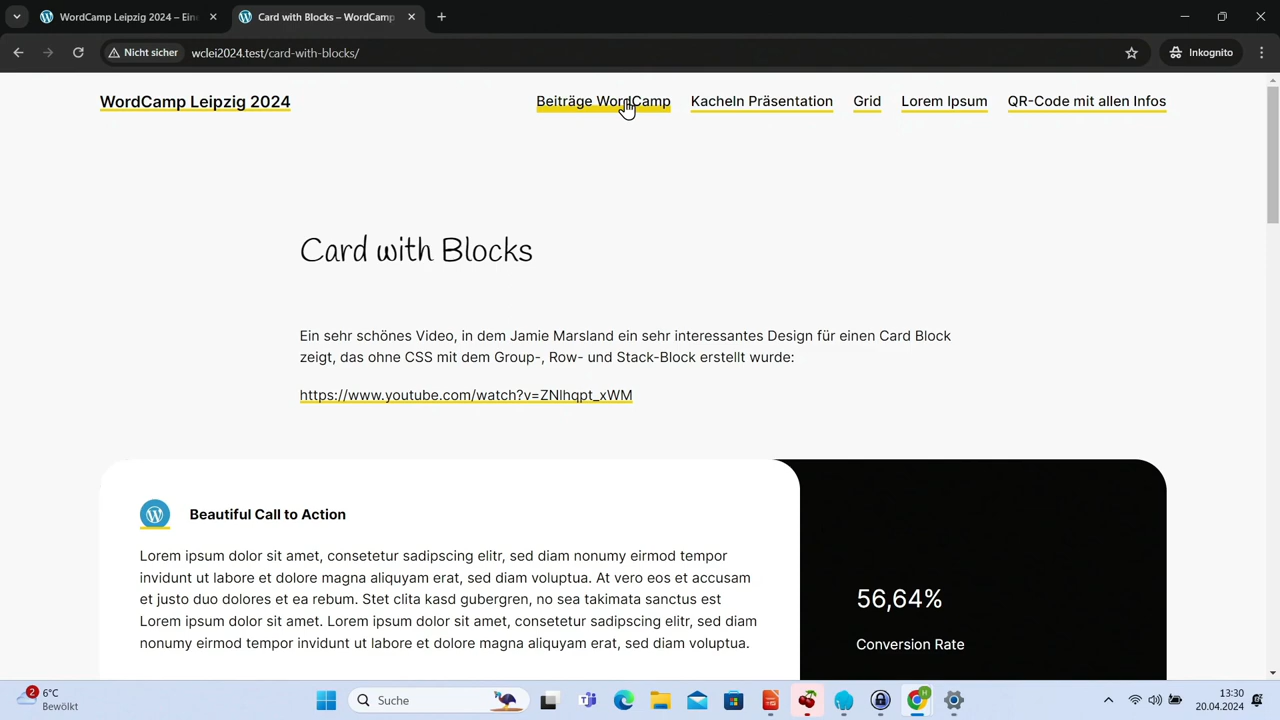 WordCamp Leipzig 2024 – Ein
Card with Blocks – WordCamp
Nicht sicher
wclei2024.test/card-with-blocks/
Inkognito
WordCamp Leipzig 2024
Beiträge WordCamp
Kacheln Präsentation
Grid
Lorem Ipsum
QR-Code mit allen Infos
Card with Blocks
Ein sehr schönes Video, in dem Jamie Marsland ein sehr interessantes Design für einen Card Block
zeigt, das ohne CSS mit dem Group-, Row- und Stack-Block erstellt wurde:
https://www.youtube.com/watch?v=ZNlhqpt_xWM
Beautiful Call to Action
Lorem ipsum dolor sit amet, consetetur sadipscing elitr, sed diam nonumy eirmod tempor
invidunt ut labore et dolore magna aliquyam erat, sed diam voluptua. At vero eos et accusam
et justo duo dolores et ea rebum. Stet clita kasd gubergren, no sea takimata sanctus est
Lorem ipsum dolor sit amet. Lorem ipsum dolor sit amet, consetetur sadipscing elitr, sed diam
nonumy eirmod tempor invidunt ut labore et dolore magna aliquyam erat, sed diam voluptua.
56,64%
Conversion Rate
2
6°C
Bewölkt
Suche
13:30
20.04.2024